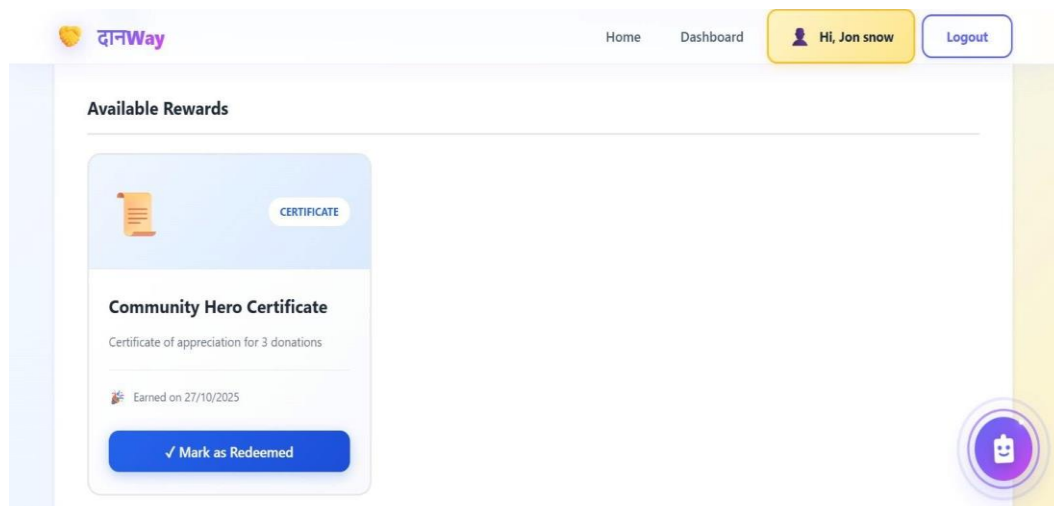 दानWay
Home Dashboard Hi, Jon snow Logout
Available Rewards
CERTIFICATE
Community Hero Certificate
Certificate of appreciation for 3 donations
Earned on 27/10/2025
✓ Mark as Redeemed